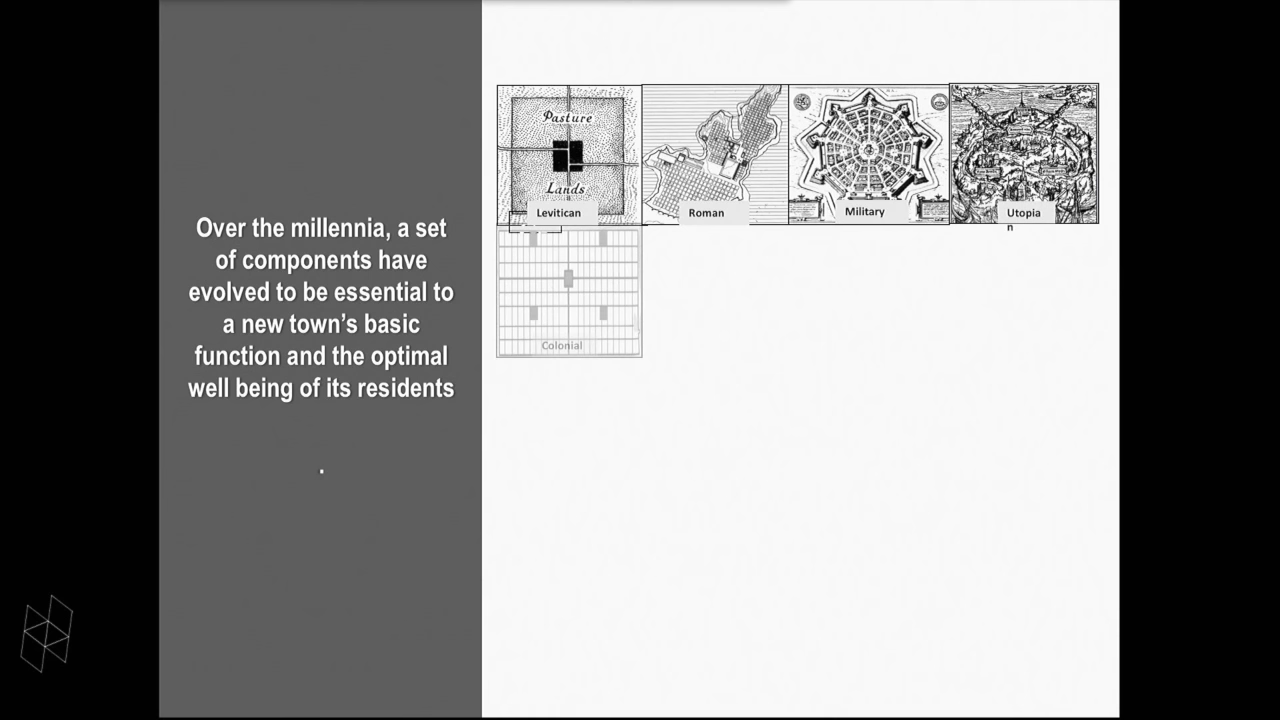 Over the millennia, a set
of components have
evolved to be essential to
a new town's basic
function and the optimal
well being of its residents
.
Pasture
Lands
Levitican
Roman
Military
Utopia
n
Colonial